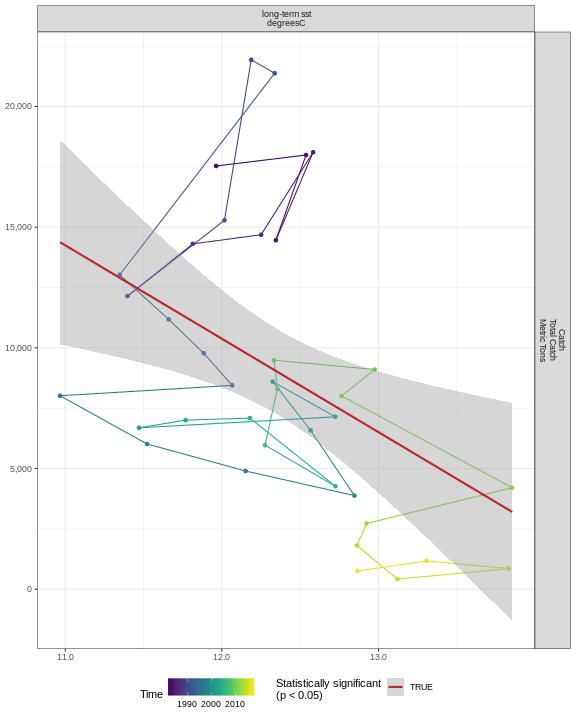 long-term sst
degreesC
20,000
15,000
10,000
5,000
0
Catch
Total Catch
Metric Tons
11.0 12.0 13.0
Time
1990 2000 2010
Statistically significant
(p < 0.05)
TRUE